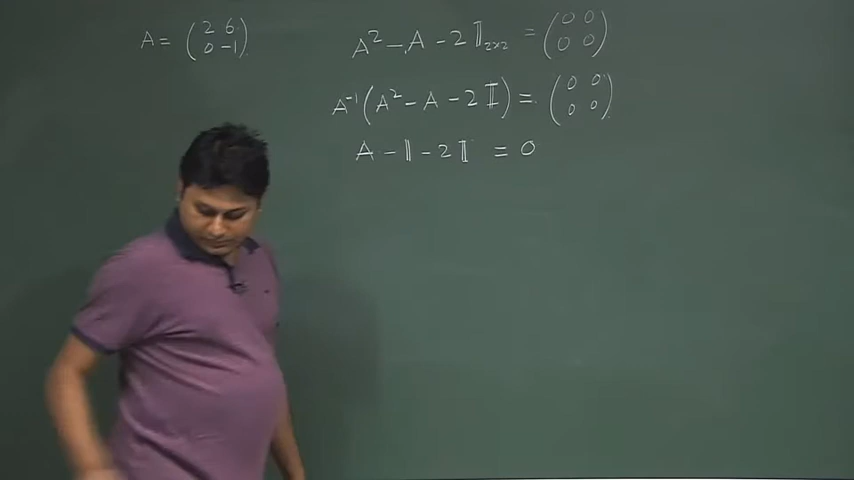 A = ( 2 6 0 -1 )
A² - A - 2 𝕀₂ₓ₂ = ( 0 0 0 0 )
A⁻¹ ( A² - A - 2 𝕀 ) = ( 0 0 0 0 )
A - 𝕀 - 2 𝕀 = 0